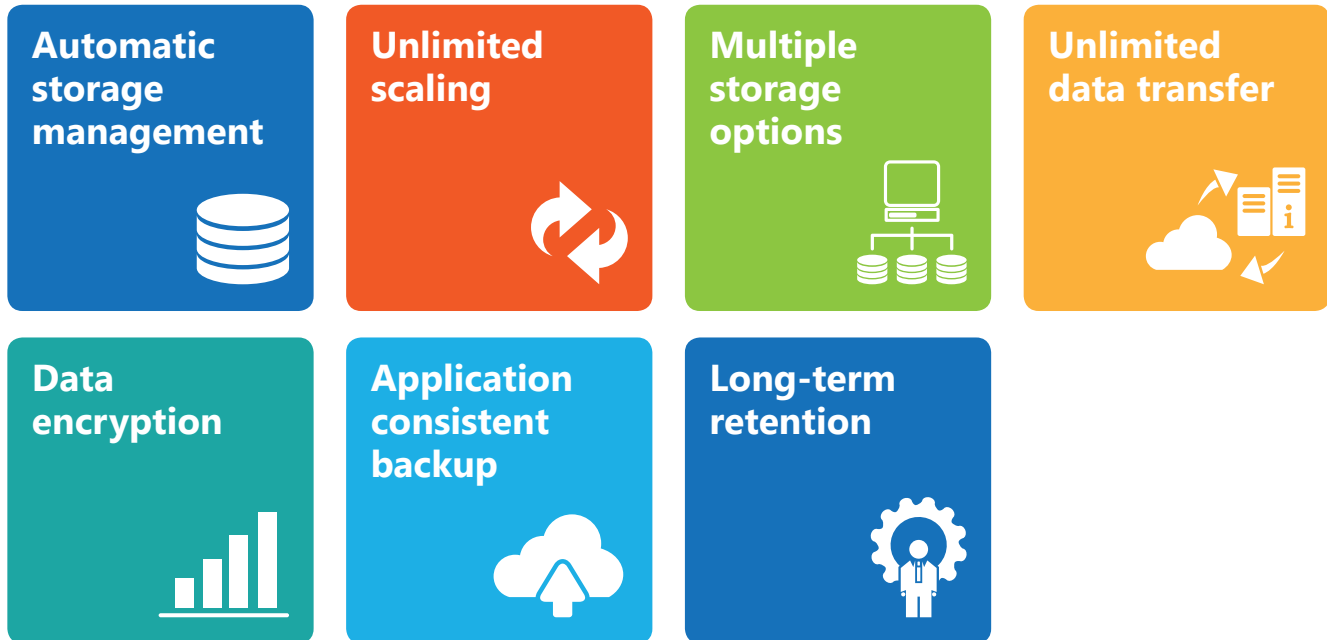 Automatic
storage
management
Unlimited
scaling
Multiple
storage
options
Unlimited
data transfer
Data
encryption
Application
consistent
backup
Long-term
retention